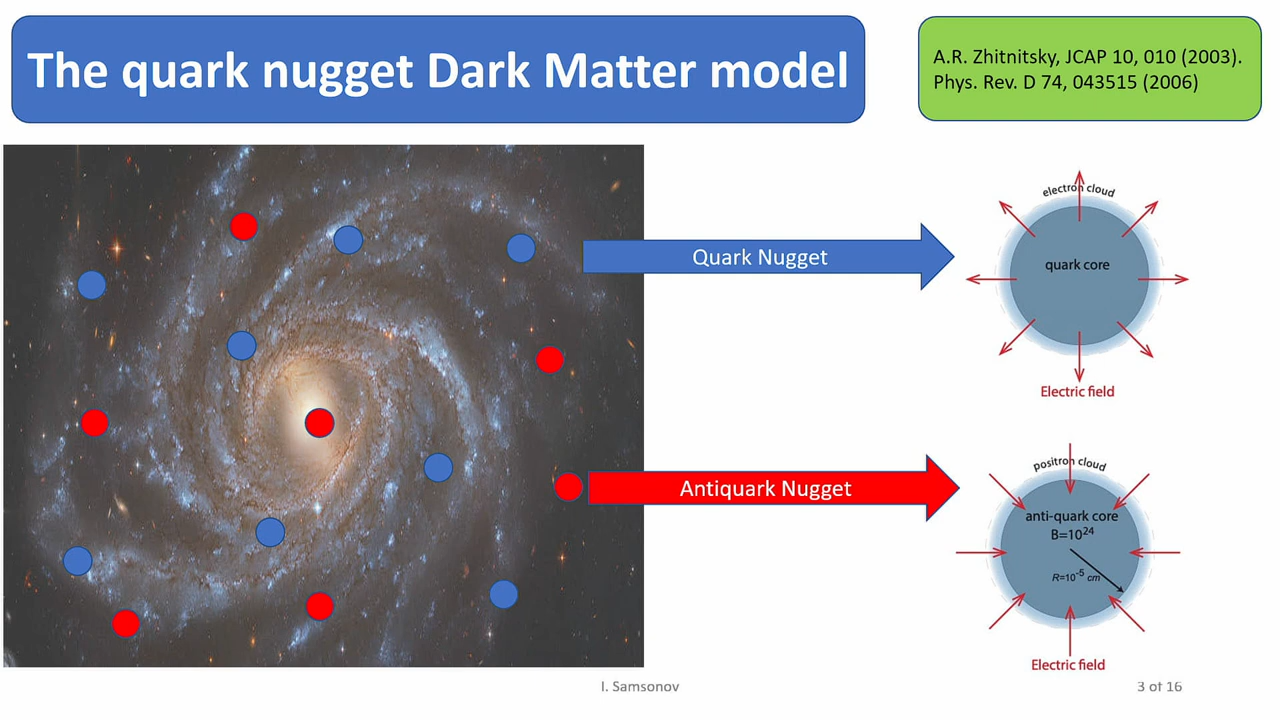 The quark nugget Dark Matter model
A.R. Zhitnitsky, JCAP 10, 010 (2003).
Phys. Rev. D 74, 043515 (2006)
Quark Nugget
electron cloud
quark core
Electric field
Antiquark Nugget
positron cloud
anti-quark core
B=10²⁴
R=10⁻⁵ cm
Electric field
I. Samsonov
3 of 16